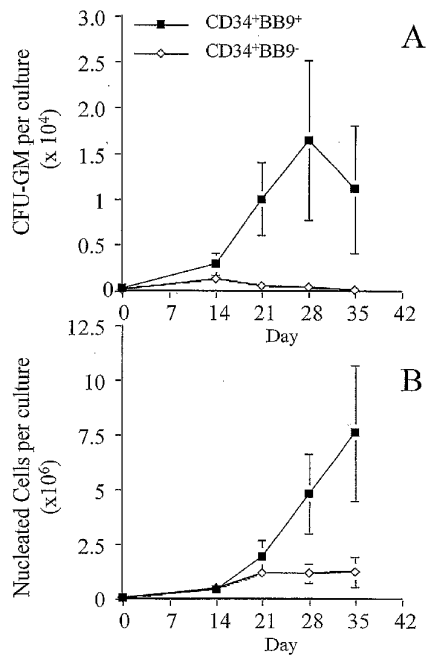 CD34⁺BB9⁺
CD34⁺BB9⁻
A
CFU-GM per culture
(x 10⁴)
3.0
2.5
2.0
1.5
1
0.5
0
0 7 14 21 28 35 42
Day
B
Nucleated Cells per culture
(x10⁶)
12.5
10
7.5
5
2.5
0
0 7 14 21 28 35 42
Day